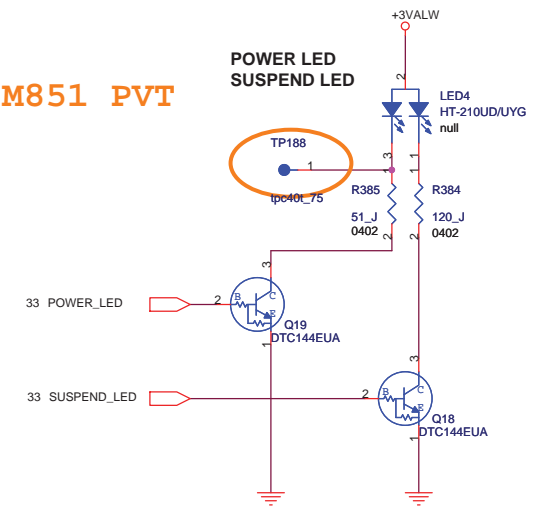 +3VALW
POWER LED
SUSPEND LED
M851 PVT
2
LED4
HT-210UD/UYG
null
TP188
1
tpc40t_75
3
1
1
1
R385
R384
51_J
0402
120_J
0402
2
2
3
33 POWER_LED
2
B
C
E
Q19
DTC144EUA
1
3
33 SUSPEND_LED
2
B
C
E
Q18
DTC144EUA
1